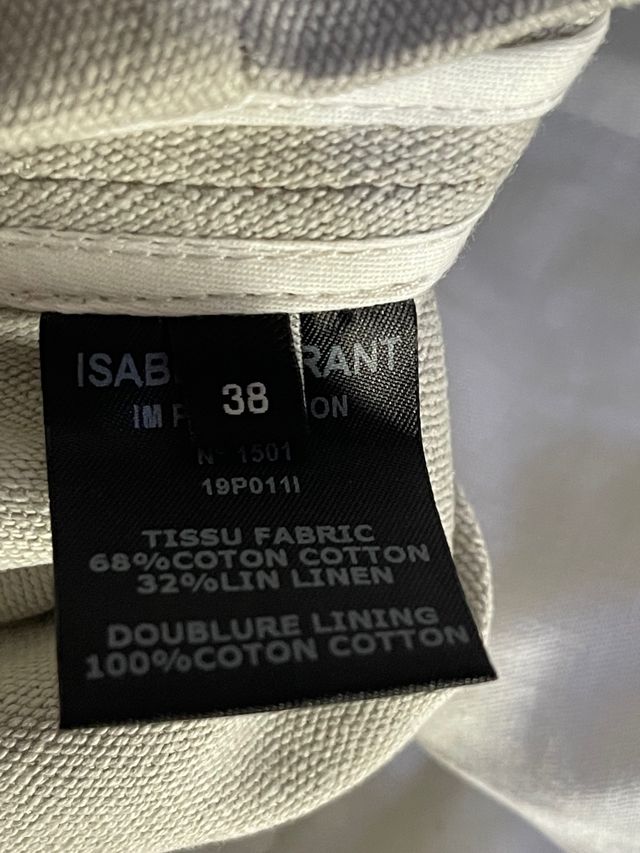 ISAB RANT
38
IM P ON
N° 1501
19P011I
TISSU FABRIC
68%COTON COTTON
32%LIN LINEN
DOUBLURE LINING
100%COTON COTTON